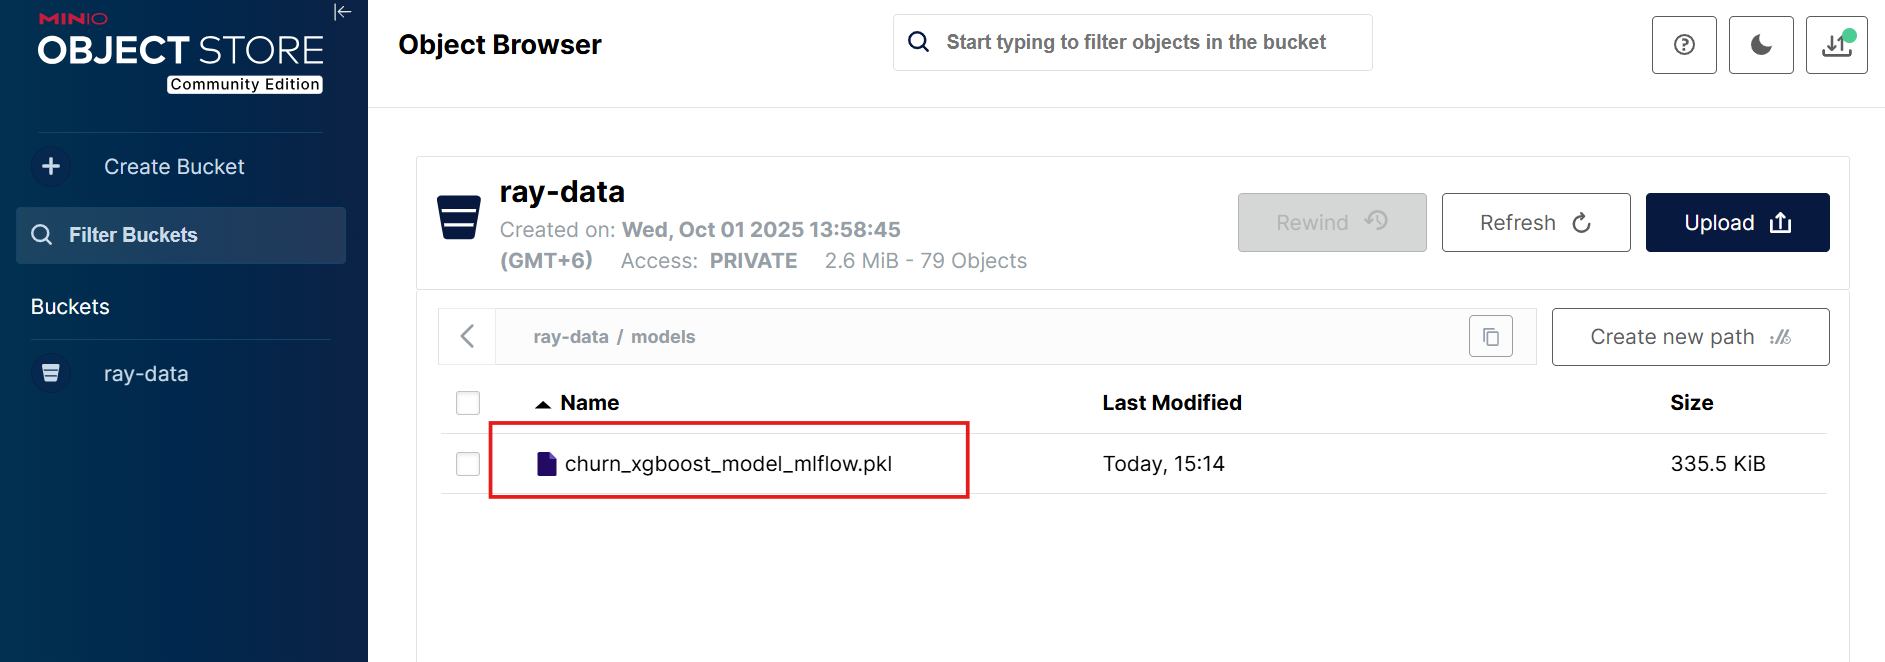 MINIO
OBJECT STORE
Community Edition
Create Bucket
Filter Buckets
Buckets
ray-data
Object Browser
Start typing to filter objects in the bucket
ray-data
Created on: Wed, Oct 01 2025 13:58:45
(GMT+6) Access: PRIVATE 2.6 MiB - 79 Objects
Rewind
Refresh
Upload
ray-data / models
Create new path
Name Last Modified Size
churn_xgboost_model_mlflow.pkl Today, 15:14 335.5 KiB